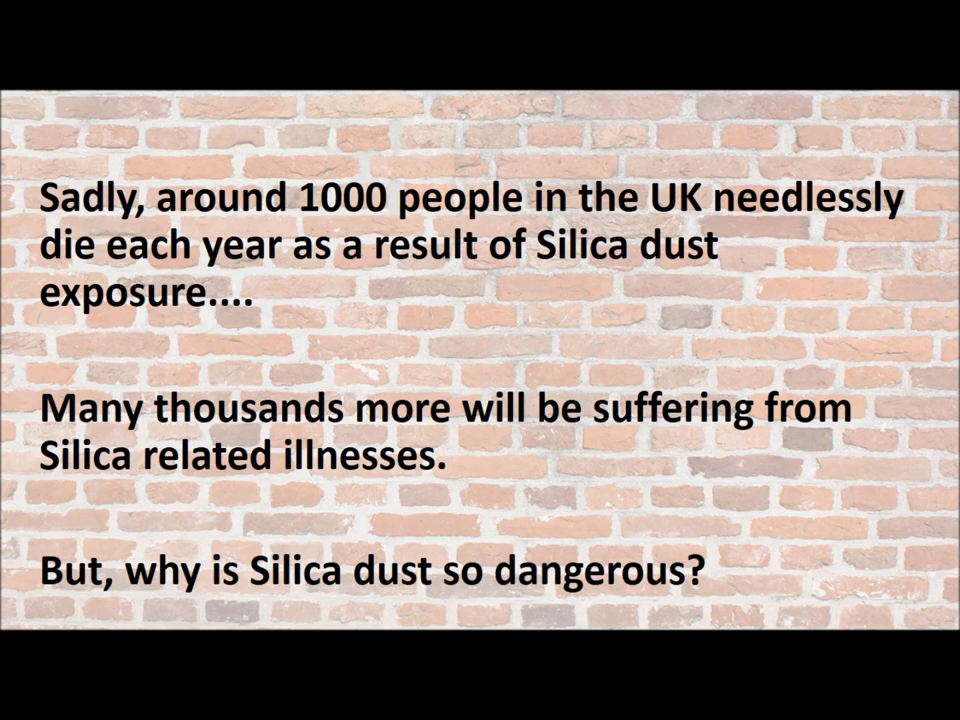 Sadly, around 1000 people in the UK needlessly
die each year as a result of Silica dust
exposure....
Many thousands more will be suffering from
Silica related illnesses.
But, why is Silica dust so dangerous?